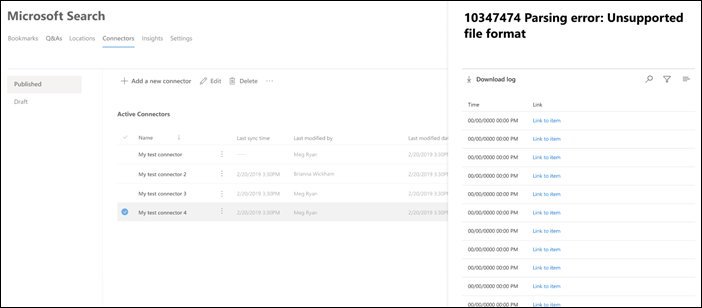 Microsoft Search
Bookmarks Q&As Locations Connectors Insights Settings
Published
Draft
+ Add a new connector Edit Delete ...
Active Connectors
Name ↓ Last sync time Last modified by Last modified da
My test connector ---- Meg Ryan 2/20/2019 3:30PM
My test connector 2 2/20/2019 3:30PM Brianna Wickham 2/20/2019 3:30PM
My test connector 3 2/20/2019 3:30PM Meg Ryan 2/20/2019 3:30PM
My test connector 4 2/20/2019 3:30PM Meg Ryan 2/20/2019 3:30PM
10347474 Parsing error: Unsupported
file format
Download log
Time Link
00/00/0000 00:00 PM Link to item
00/00/0000 00:00 PM Link to item
00/00/0000 00:00 PM Link to item
00/00/0000 00:00 PM Link to item
00/00/0000 00:00 PM Link to item
00/00/0000 00:00 PM Link to item
00/00/0000 00:00 PM Link to item
00/00/0000 00:00 PM Link to item
00/00/0000 00:00 PM Link to item
00/00/0000 00:00 PM Link to item